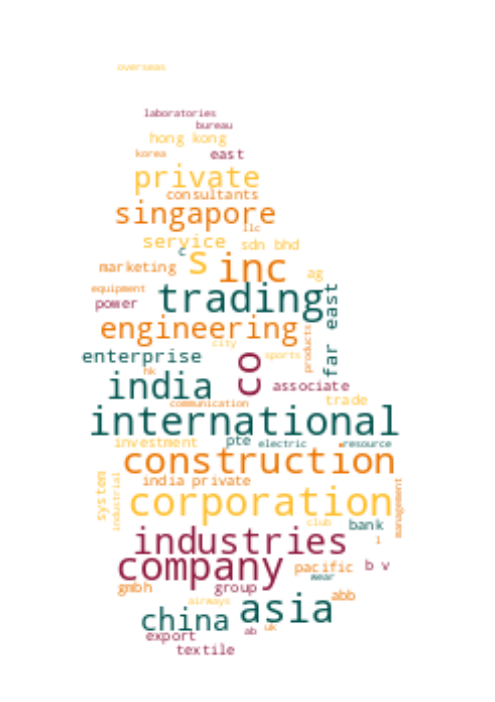 overseas
laboratories
bureau
hong kong
korea
east
private
consultants
singapore
llc
service
sdn bhd
c
s
inc
marketing
ag
equipment
trading
power
far east
engineering
products
city
enterprise
sports
co
hk
india
associate
communication
trade
international
investment
pte
electric
resource
construction
system
industrial
india private
management
corporation
club
bank
industries
l
company
pacific
b v
near
gmbh
group
abb
airways
asia
china
uk
export
ab
textile